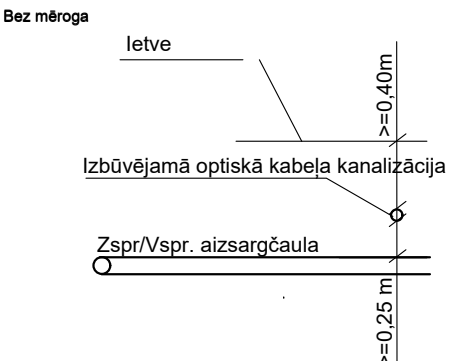 Bez mēroga
Ietve
>=0,40m
Izbūvējamā optiskā kabeļa kanalizācija
Zspr/Vspr. aizsargčaula
>=0,25 m